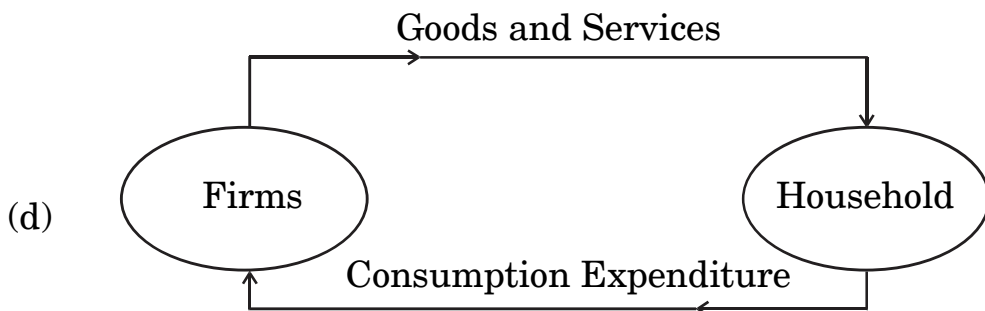 Goods and Services
Firms
Household
(d)
Consumption Expenditure